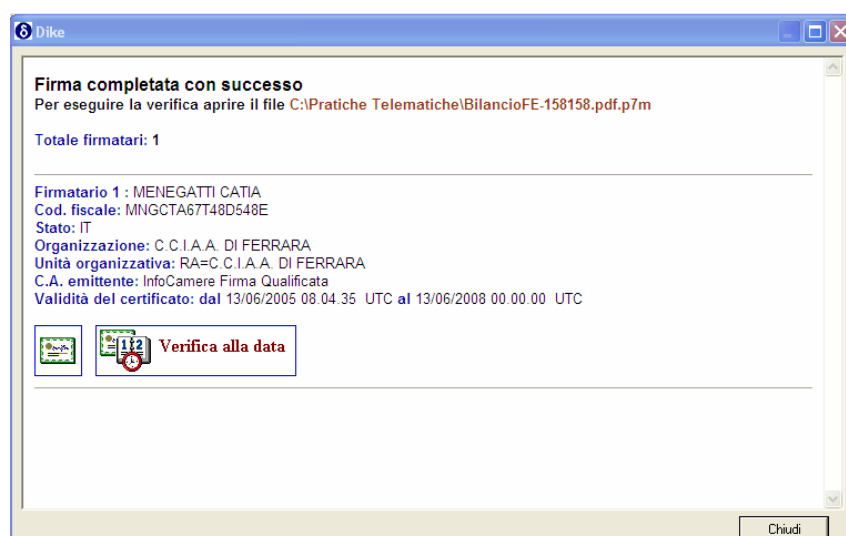 Dike
Firma completata con successo
Per eseguire la verifica aprire il file C:\Pratiche Telematiche\BilancioFE-158158.pdf.p7m
Totale firmatari: 1
Firmatario 1 : MENEGATTI CATIA
Cod. fiscale: MNGCTA67T48D548E
Stato: IT
Organizzazione: C.C.I.A.A. DI FERRARA
Unità organizzativa: RA=C.C.I.A.A. DI FERRARA
C.A. emittente: InfoCamere Firma Qualificata
Validità del certificato: dal 13/06/2005 08.04.35 UTC al 13/06/2008 00.00.00 UTC
Verifica alla data
Chiudi